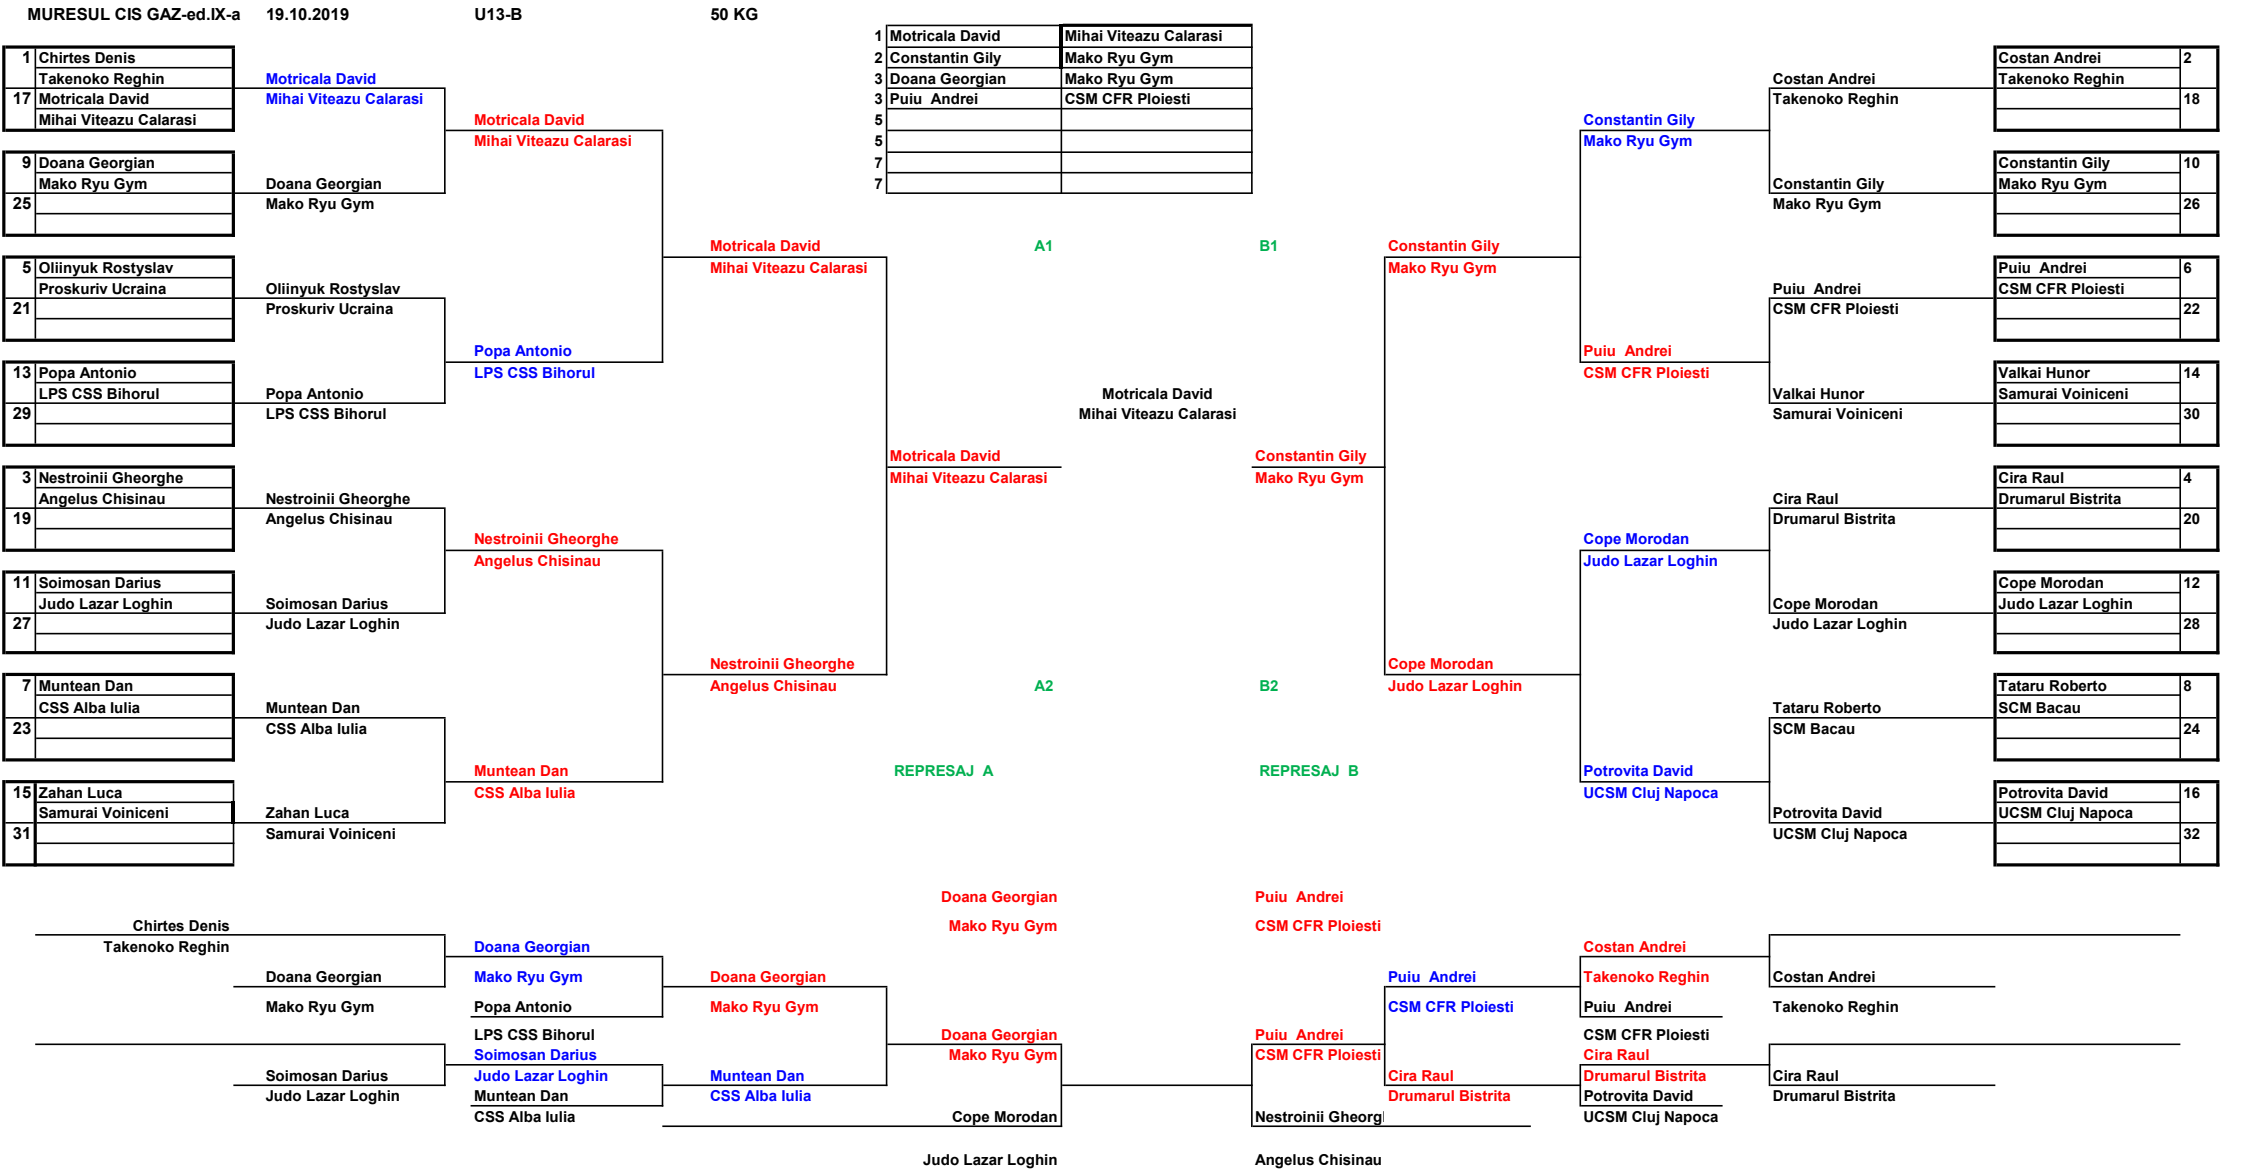 MURESUL CIS GAZ-ed.IX-a 19.10.2019 U13-B 50 KG
1 Motricala David Mihai Viteazu Calarasi
2 Constantin Gily Mako Ryu Gym
3 Doana Georgian Mako Ryu Gym
3 Puiu Andrei CSM CFR Ploiesti
5
5
7
7
1 Chirtes Denis
Takenoko Reghin
17 Motricala David
Mihai Viteazu Calarasi
9 Doana Georgian
Mako Ryu Gym
25
5 Oliinyuk Rostyslav
Proskuriv Ucraina
21
13 Popa Antonio
LPS CSS Bihorul
29
3 Nestroinii Gheorghe
Angelus Chisinau
19
11 Soimosan Darius
Judo Lazar Loghin
27
7 Muntean Dan
CSS Alba Iulia
23
15 Zahan Luca
Samurai Voiniceni
31
Motricala David
Mihai Viteazu Calarasi
Doana Georgian
Mako Ryu Gym
Oliinyuk Rostyslav
Proskuriv Ucraina
Popa Antonio
LPS CSS Bihorul
Nestroinii Gheorghe
Angelus Chisinau
Soimosan Darius
Judo Lazar Loghin
Muntean Dan
CSS Alba Iulia
Zahan Luca
Samurai Voiniceni
Motricala David
Mihai Viteazu Calarasi
Popa Antonio
LPS CSS Bihorul
Nestroinii Gheorghe
Angelus Chisinau
Muntean Dan
CSS Alba Iulia
Motricala David
Mihai Viteazu Calarasi
Nestroinii Gheorghe
Angelus Chisinau
A1
B1
Motricala David
Mihai Viteazu Calarasi
Motricala David
Mihai Viteazu Calarasi
Constantin Gily
Mako Ryu Gym
A2
B2
REPRESAJ A
REPRESAJ B
Constantin Gily
Mako Ryu Gym
Cope Morodan
Judo Lazar Loghin
Constantin Gily
Mako Ryu Gym
Puiu Andrei
CSM CFR Ploiesti
Cope Morodan
Judo Lazar Loghin
Potrovita David
UCSM Cluj Napoca
Costan Andrei
Takenoko Reghin
Constantin Gily
Mako Ryu Gym
Puiu Andrei
CSM CFR Ploiesti
Valkai Hunor
Samurai Voiniceni
Cira Raul
Drumarul Bistrita
Cope Morodan
Judo Lazar Loghin
Tataru Roberto
SCM Bacau
Potrovita David
UCSM Cluj Napoca
Costan Andrei 2
Takenoko Reghin
18
Constantin Gily 10
Mako Ryu Gym
26
Puiu Andrei 6
CSM CFR Ploiesti
22
Valkai Hunor 14
Samurai Voiniceni
30
Cira Raul 4
Drumarul Bistrita
20
Cope Morodan 12
Judo Lazar Loghin
28
Tataru Roberto 8
SCM Bacau
24
Potrovita David 16
UCSM Cluj Napoca
32
Chirtes Denis
Takenoko Reghin
Doana Georgian
Mako Ryu Gym
Soimosan Darius
Judo Lazar Loghin
Doana Georgian
Mako Ryu Gym
Popa Antonio
LPS CSS Bihorul
Soimosan Darius
Judo Lazar Loghin
Muntean Dan
CSS Alba Iulia
Doana Georgian
Mako Ryu Gym
Muntean Dan
CSS Alba Iulia
Doana Georgian
Mako Ryu Gym
Doana Georgian
Mako Ryu Gym
Cope Morodan
Judo Lazar Loghin
Puiu Andrei
CSM CFR Ploiesti
Puiu Andrei
CSM CFR Ploiesti
Nestroinii Gheorg
Angelus Chisinau
Puiu Andrei
CSM CFR Ploiesti
Cira Raul
Drumarul Bistrita
Costan Andrei
Takenoko Reghin
Puiu Andrei
CSM CFR Ploiesti
Cira Raul
Drumarul Bistrita
Potrovita David
UCSM Cluj Napoca
Costan Andrei
Takenoko Reghin
Cira Raul
Drumarul Bistrita